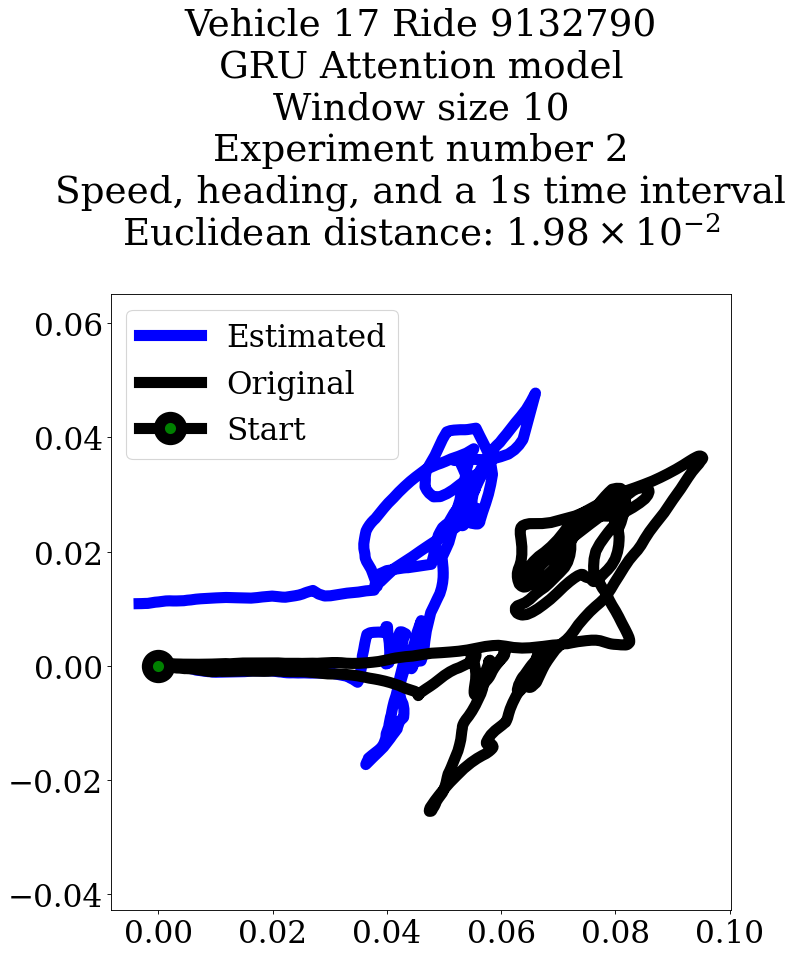 Vehicle 17 Ride 9132790
GRU Attention model
Window size 10
Experiment number 2
Speed, heading, and a 1s time interval
Euclidean distance: 1.98 × 10⁻²
Estimated
Original
Start
0.06
0.04
0.02
0.00
−0.02
−0.04
0.00 0.02 0.04 0.06 0.08 0.10